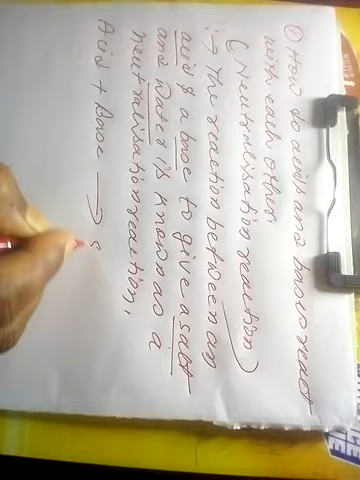 ① How do acids and bases react
with each other.
(Neutralisation reaction)
:→ The reaction between an
acid & a base to give a salt
and water is known as a
neutralisation reaction,
Acid + Base → s